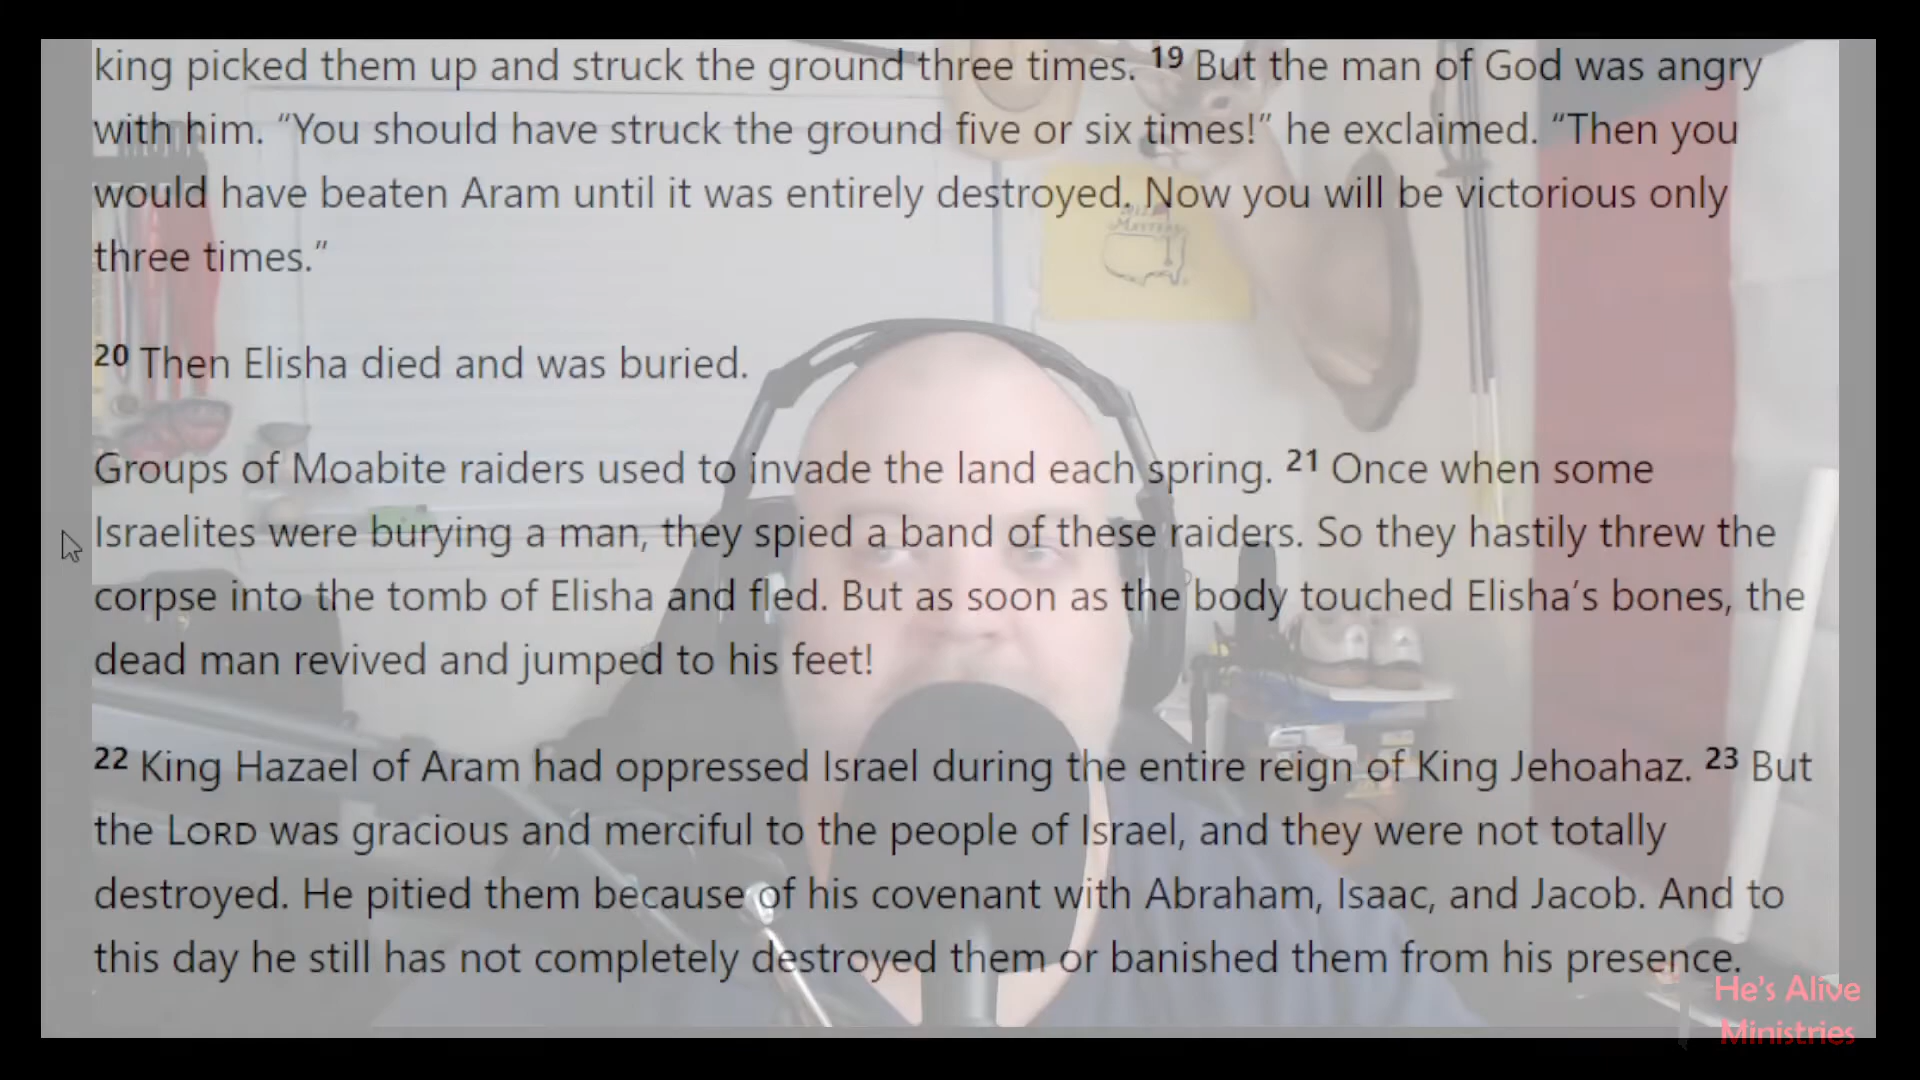 king picked them up and struck the ground three times. 19 But the man of God was angry
with him. “You should have struck the ground five or six times!” he exclaimed. “Then you
would have beaten Aram until it was entirely destroyed. Now you will be victorious only
three times.”
20 Then Elisha died and was buried.
Groups of Moabite raiders used to invade the land each spring. 21 Once when some
Israelites were burying a man, they spied a band of these raiders. So they hastily threw the
corpse into the tomb of Elisha and fled. But as soon as the body touched Elisha’s bones, the
dead man revived and jumped to his feet!
22 King Hazael of Aram had oppressed Israel during the entire reign of King Jehoahaz. 23 But
the LORD was gracious and merciful to the people of Israel, and they were not totally
destroyed. He pitied them because of his covenant with Abraham, Isaac, and Jacob. And to
this day he still has not completely destroyed them or banished them from his presence.
He's Alive
Ministries